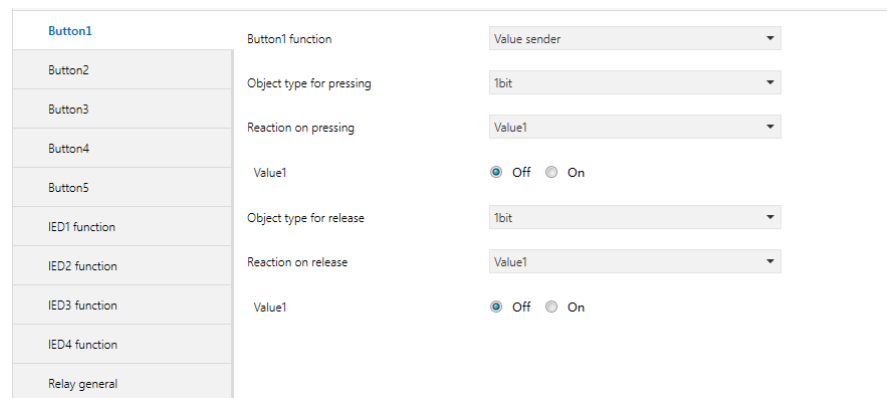 Button1
Button2
Button3
Button4
Button5
IED1 function
IED2 function
IED3 function
IED4 function
Relay general
Button1 function Value sender
Object type for pressing 1bit
Reaction on pressing Value1
Value1 Off On
Object type for release 1bit
Reaction on release Value1
Value1 Off On